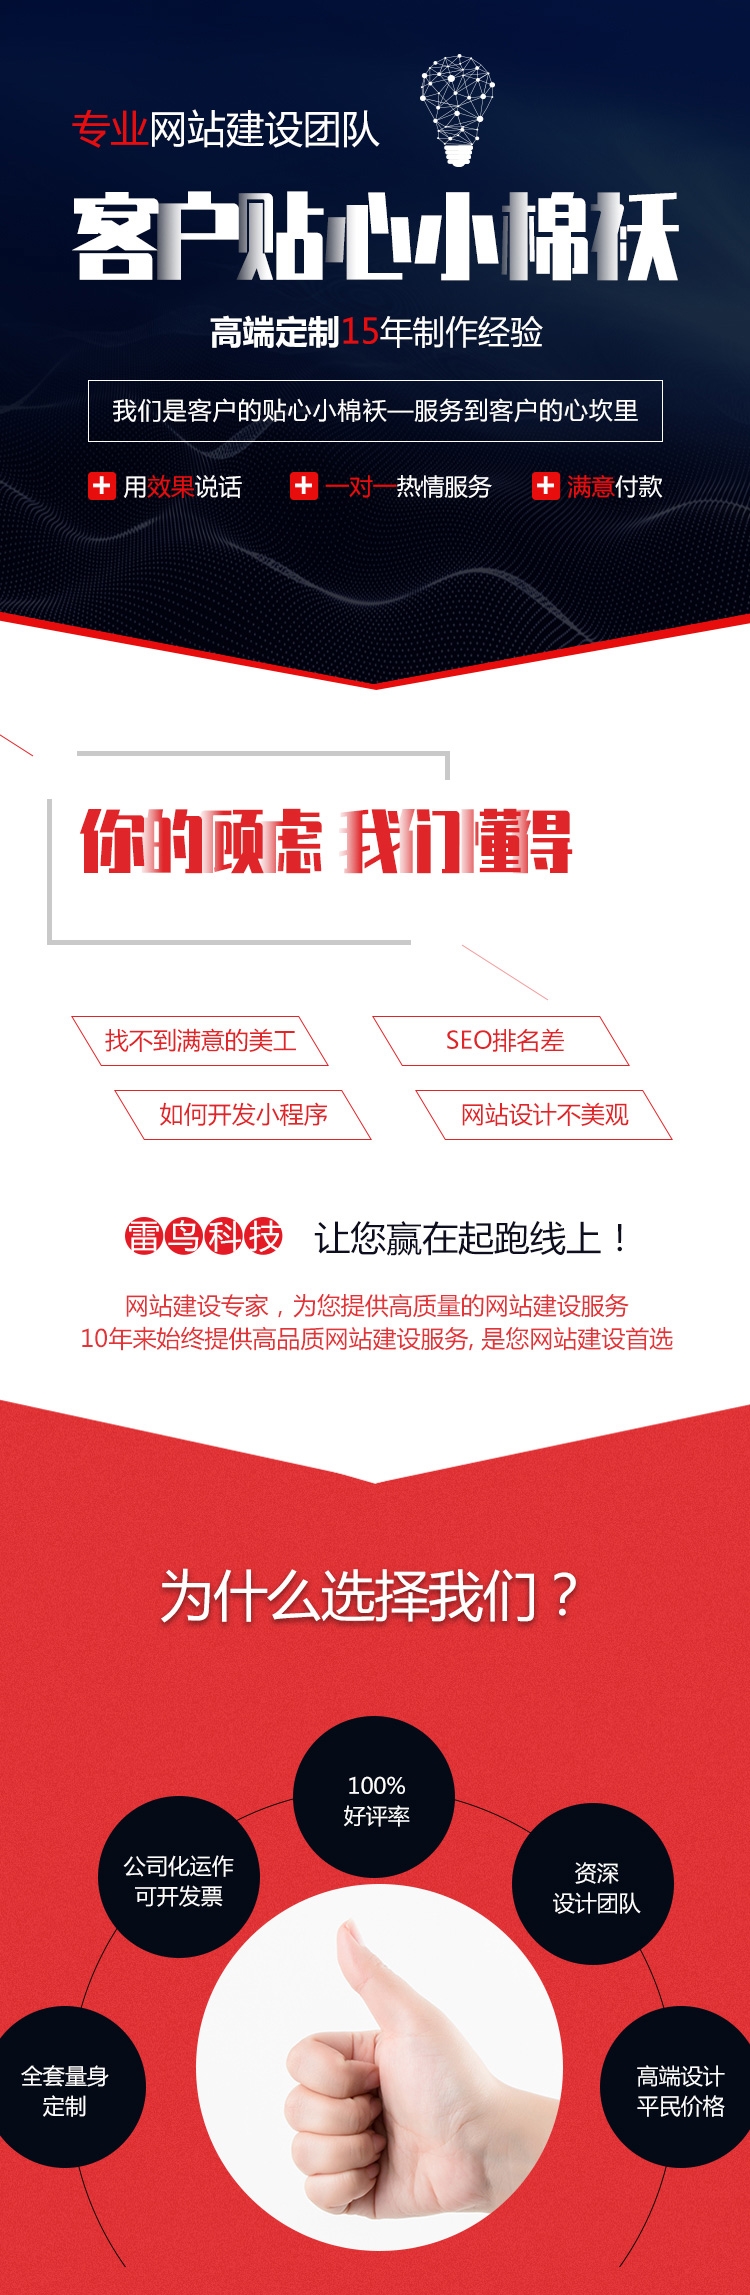 专业网站建设团队
客户贴心小棉袄
高端定制15年制作经验
我们是客户的贴心小棉袄—服务到客户的心坎里
用效果说话 一对一热情服务 满意付款
你的顾虑 我们懂得
找不到满意的美工 SEO排名差
如何开发小程序 网站设计不美观
雷鸟科技 让您赢在起跑线上！
网站建设专家，为您提供高质量的网站建设服务
10年来始终提供高品质网站建设服务, 是您网站建设首选
为什么选择我们？
100%
好评率
公司化运作
可开发票
资深
设计团队
全套量身
定制
高端设计
平民价格